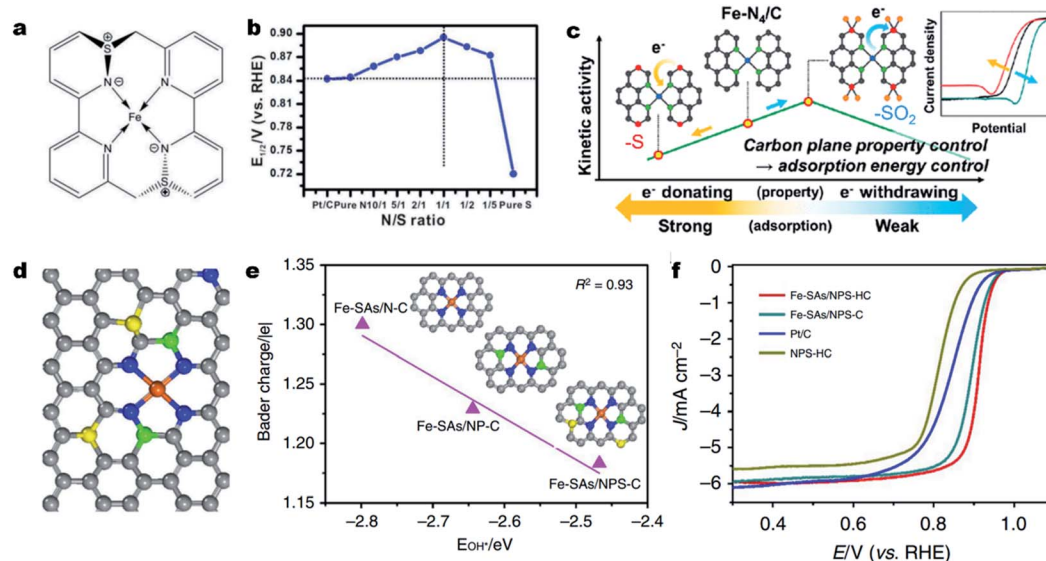 a
S
⊕
N
⊖
N
Fe
N
⊖
N
S
⊕
b
E1/2/V (vs. RHE)
0.90
0.87
0.84
0.81
0.78
0.75
0.72
Pt/C Pure N 10/1 5/1 2/1 1/1 1/2 1/5 Pure S
N/S ratio
c
Kinetic activity
Fe-N4/C
e-
e-
-S
-SO2
Current density
Potential
Carbon plane property control
→ adsorption energy control
e- donating (property) e- withdrawing
Strong (adsorption) Weak
d
e
Bader charge/|e|
1.35
1.30
1.25
1.20
1.15
R² = 0.93
Fe-SAs/N-C
Fe-SAs/NP-C
Fe-SAs/NPS-C
−2.8 −2.7 −2.6 −2.5 −2.4
EOH*/eV
f
J/mA cm−2
0
−1
−2
−3
−4
−5
−6
Fe-SAs/NPS-HC
Fe-SAs/NPS-C
Pt/C
NPS-HC
0.4 0.6 0.8 1.0
E/V (vs. RHE)